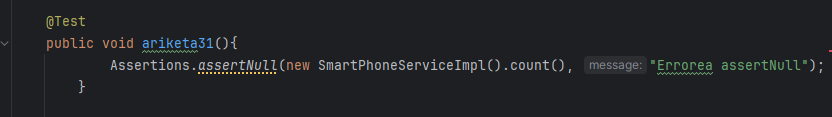 @Test
public void ariketa31(){
Assertions.assertNull(new SmartPhoneServiceImpl().count(), message: "Errorea assertNull");
}